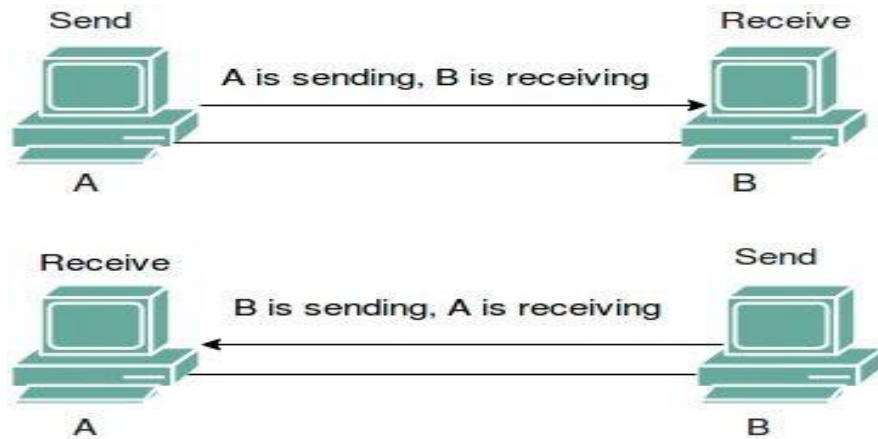 Send
Receive
A is sending, B is receiving
A
B
Receive
Send
B is sending, A is receiving
A
B